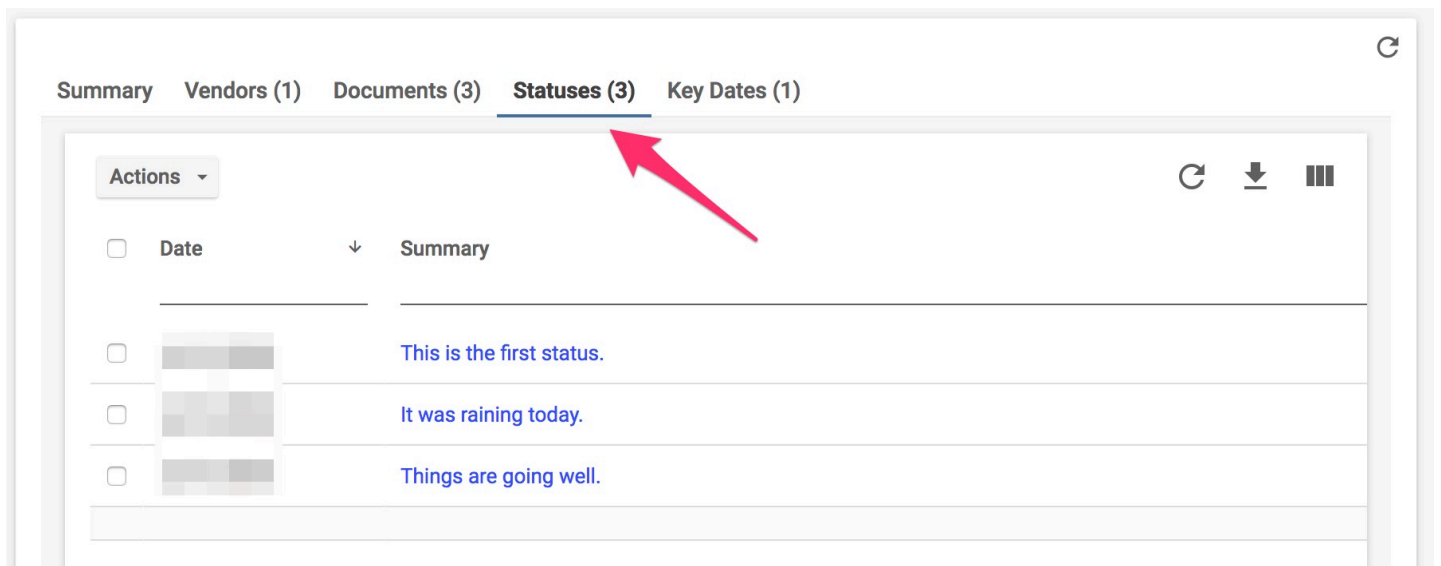 Summary Vendors (1) Documents (3) Statuses (3) Key Dates (1)
Actions
Date Summary
This is the first status.
It was raining today.
Things are going well.